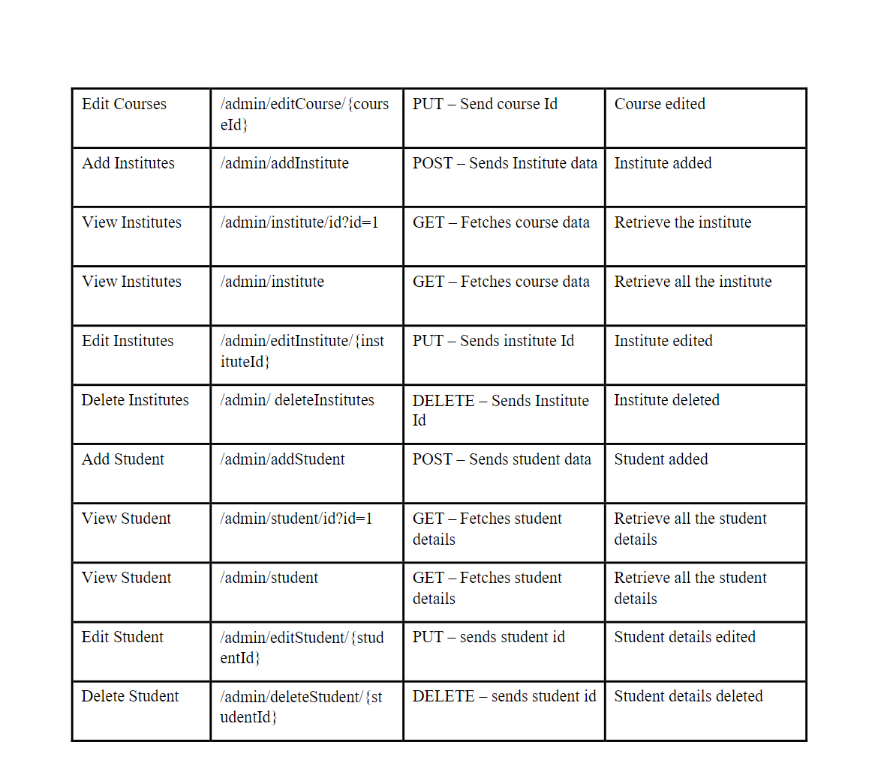 Edit Courses /admin/editCourse/{cours PUT – Send course Id Course edited
eId}
Add Institutes /admin/addInstitute POST – Sends Institute data Institute added
View Institutes /admin/institute/id?id=1 GET – Fetches course data Retrieve the institute
View Institutes /admin/institute GET – Fetches course data Retrieve all the institute
Edit Institutes /admin/editInstitute/{inst PUT – Sends institute Id Institute edited
ituteId}
Delete Institutes /admin/ deleteInstitutes DELETE – Sends Institute Institute deleted
Id
Add Student /admin/addStudent POST – Sends student data Student added
View Student /admin/student/id?id=1 GET – Fetches student Retrieve all the student
details details
View Student /admin/student GET – Fetches student Retrieve all the student
details details
Edit Student /admin/editStudent/{stud PUT – sends student id Student details edited
entId}
Delete Student /admin/deleteStudent/{st DELETE – sends student id Student details deleted
udentId}